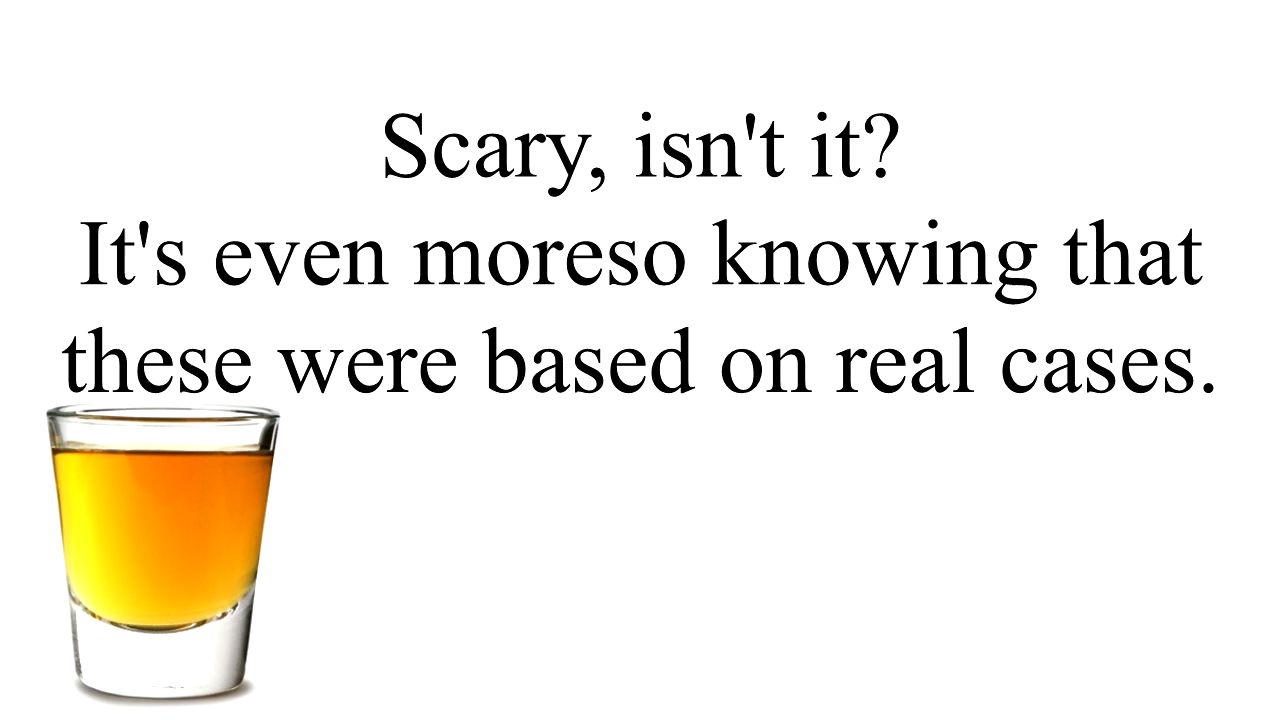 Scary, isn't it?
It's even moreso knowing that
these were based on real cases.